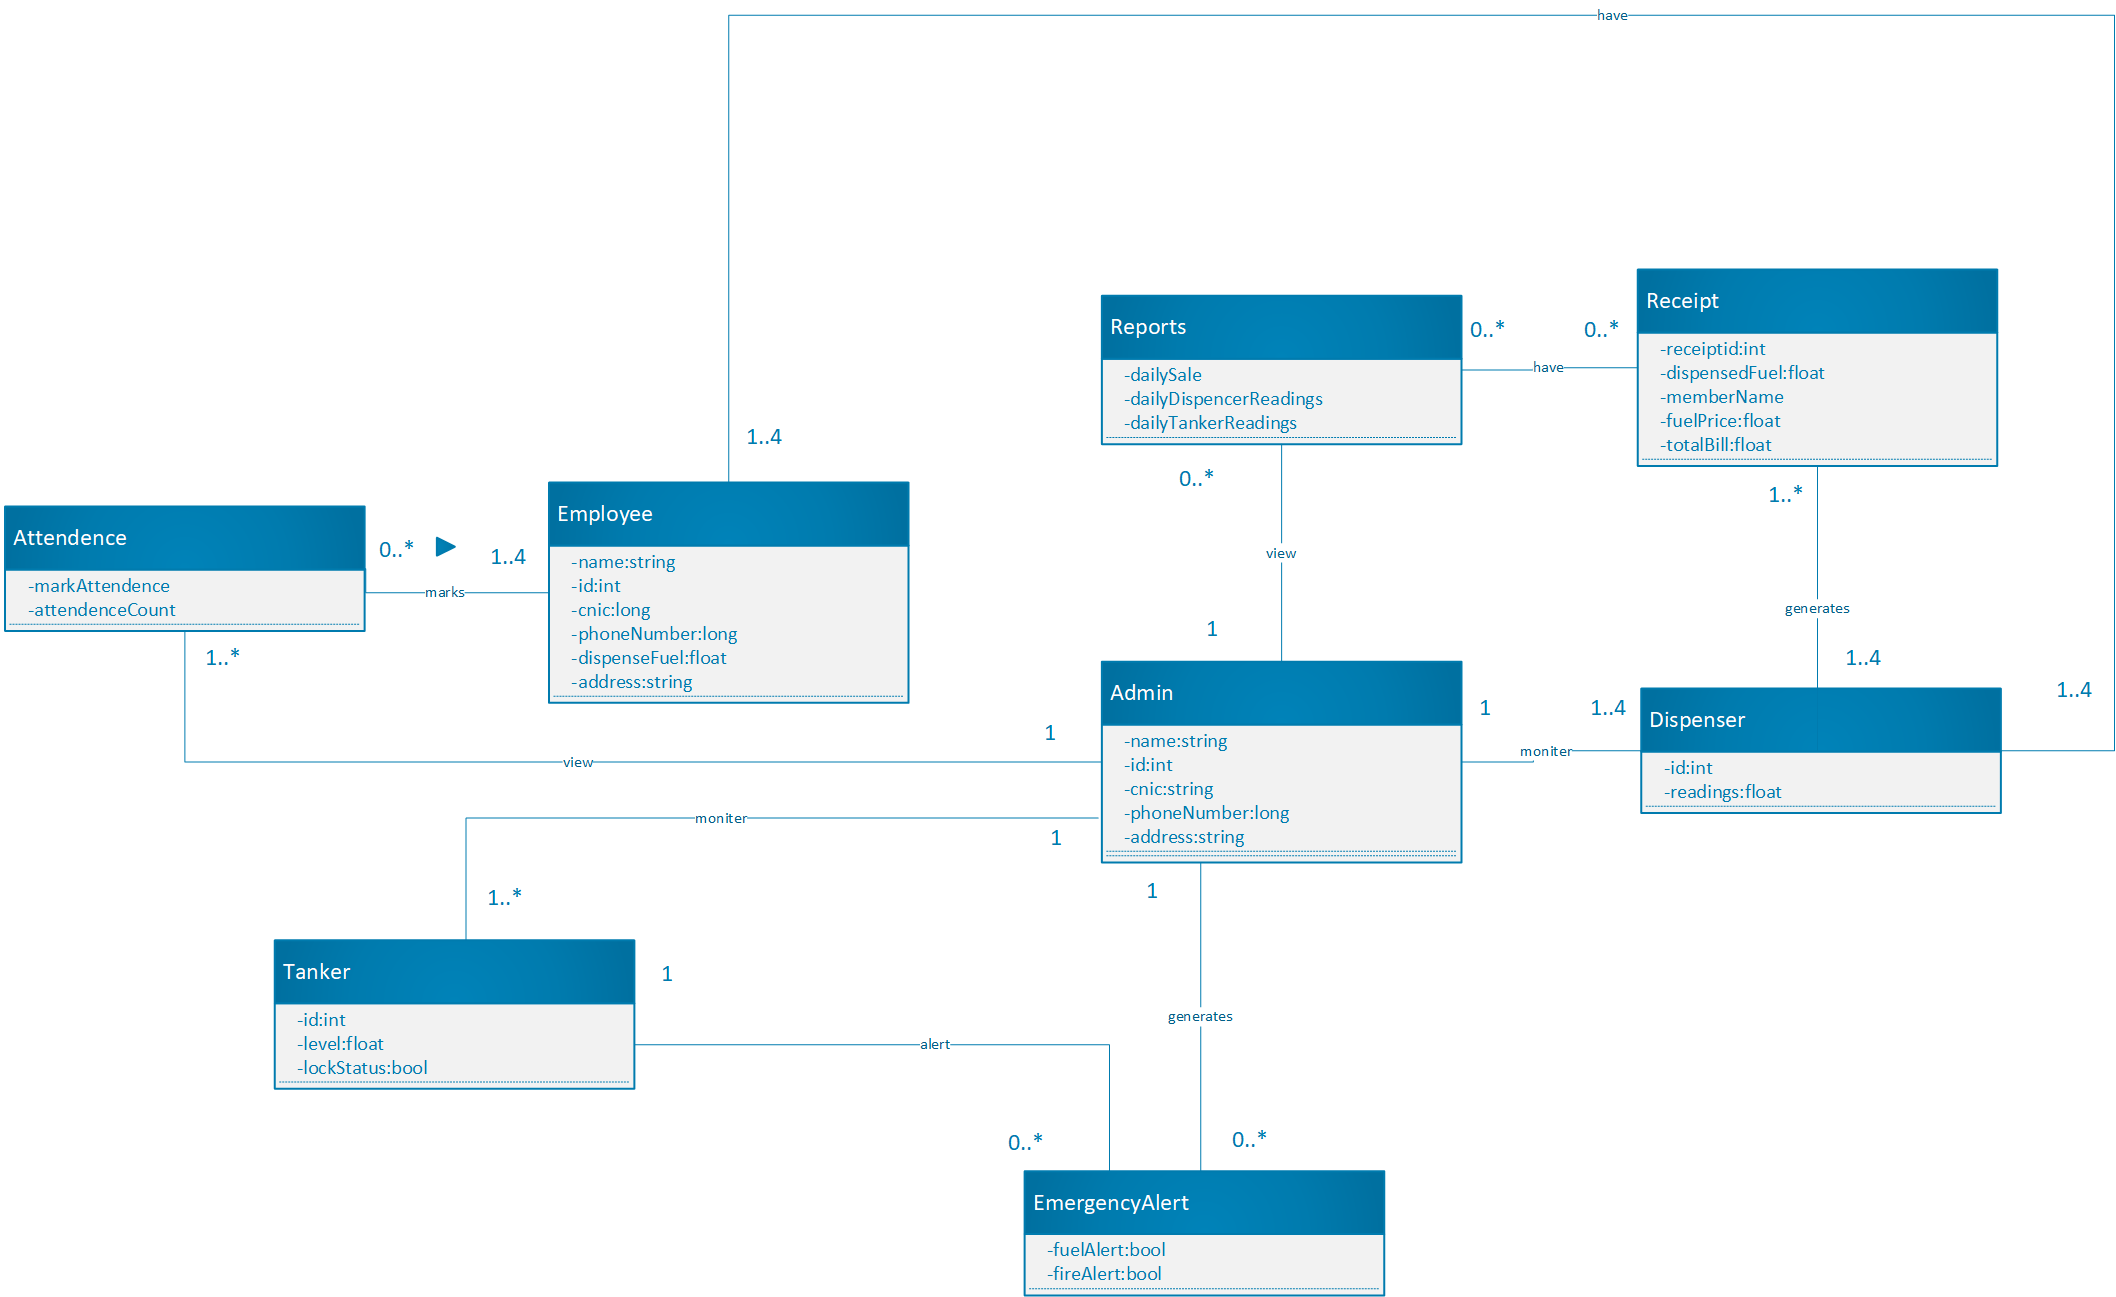 have
Receipt
-receiptid:int
-dispensedFuel:float
-memberName
-fuelPrice:float
-totalBill:float
Reports
-dailySale
-dailyDispencerReadings
-dailyTankerReadings
0..*
0..*
have
1..4
0..*
1..*
Employee
-name:string
-id:int
-cnic:long
-phoneNumber:long
-dispenseFuel:float
-address:string
Attendence
-markAttendence
-attendenceCount
0..*
1..4
marks
view
generates
1..*
1
1..4
1..4
Admin
-name:string
-id:int
-cnic:string
-phoneNumber:long
-address:string
1
1..4
moniter
Dispenser
-id:int
-readings:float
1
view
moniter
1
1..*
1
Tanker
-id:int
-level:float
-lockStatus:bool
1
generates
alert
0..*
0..*
EmergencyAlert
-fuelAlert:bool
-fireAlert:bool